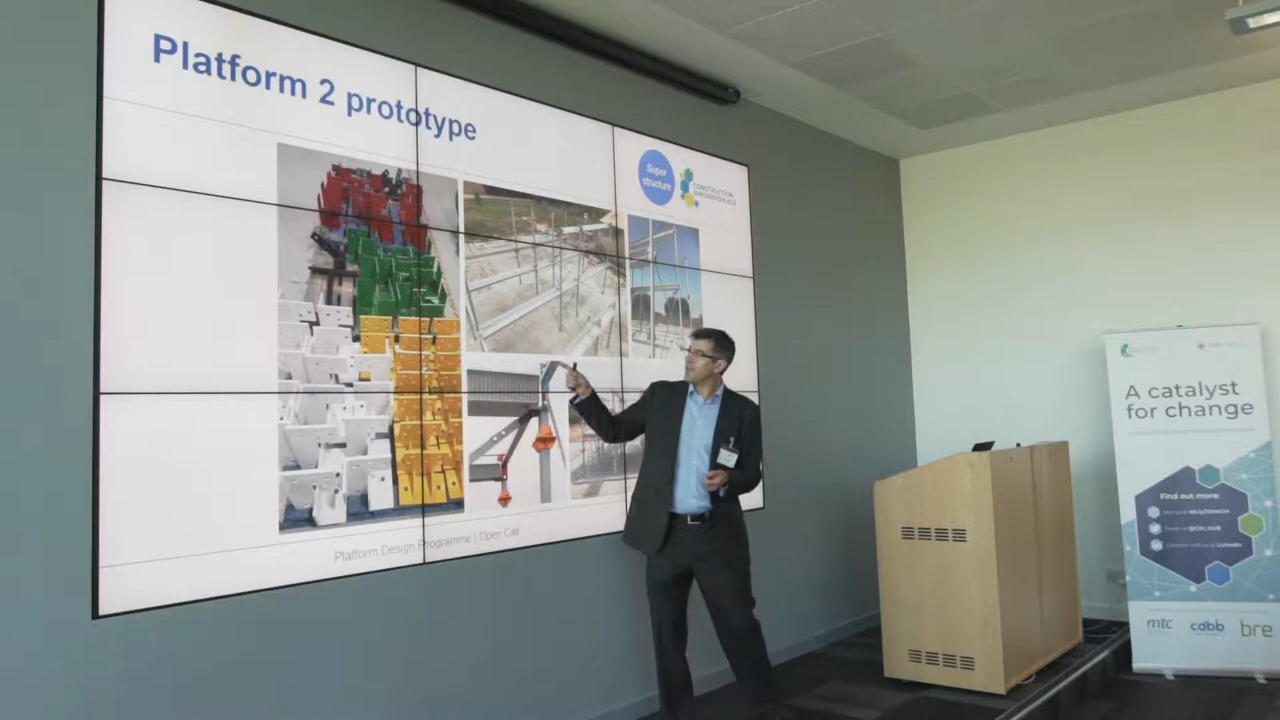 Platform 2 prototype
Super
structure
CONSTRUCTION
INNOVATION HUB
Platform Design Programme | Open Call
A catalyst
for change
Find out more:
mtc
cdbb
bre